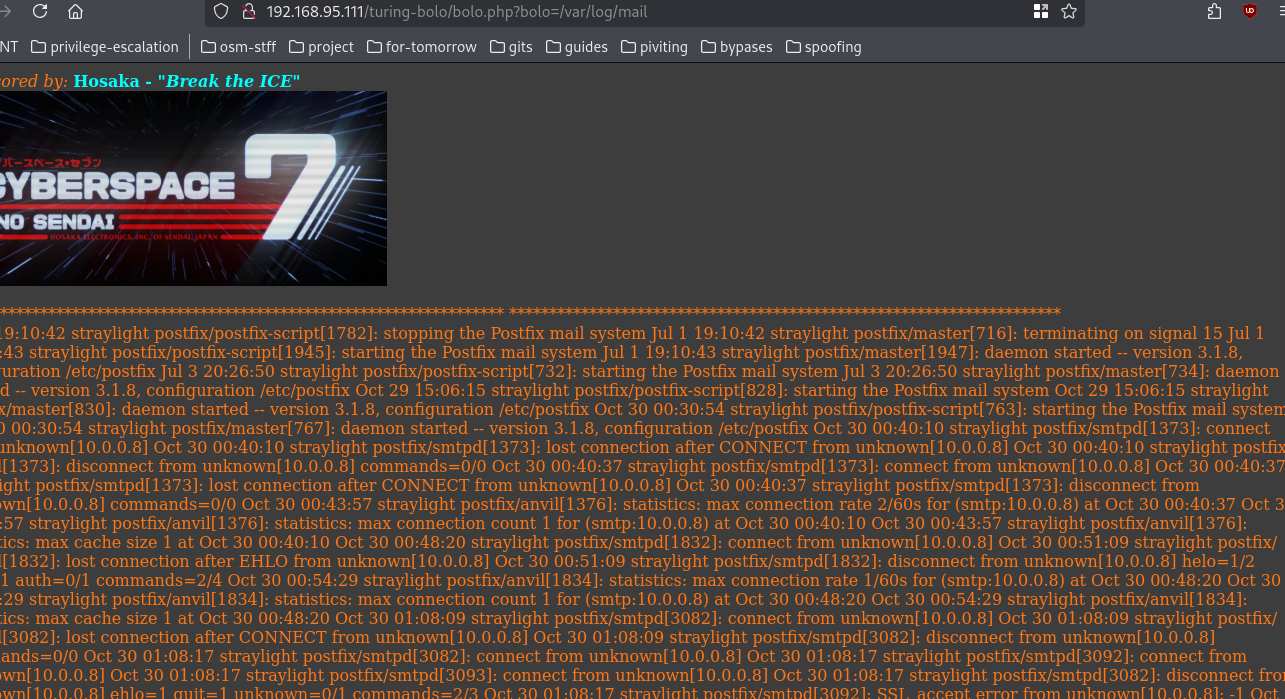 192.168.95.111/turing-bolo/bolo.php?bolo=/var/log/mail
NT privilege-escalation osm-stff project for-tomorrow gits guides piviting bypases spoofing
ored by: Hosaka - "Break the ICE"
バースペース・セブン
CYBERSPACE 7
NO SENDAI
HOSAKA ELECTRONICS, INC. OF SENDAI, JAPAN
*************************************************************** *********************************************************************
19:10:42 straylight postfix/postfix-script[1782]: stopping the Postfix mail system Jul 1 19:10:42 straylight postfix/master[716]: terminating on signal 15 Jul 1
:43 straylight postfix/postfix-script[1945]: starting the Postfix mail system Jul 1 19:10:43 straylight postfix/master[1947]: daemon started -- version 3.1.8,
uration /etc/postfix Jul 3 20:26:50 straylight postfix/postfix-script[732]: starting the Postfix mail system Jul 3 20:26:50 straylight postfix/master[734]: daemon
d -- version 3.1.8, configuration /etc/postfix Oct 29 15:06:15 straylight postfix/postfix-script[828]: starting the Postfix mail system Oct 29 15:06:15 straylight
x/master[830]: daemon started -- version 3.1.8, configuration /etc/postfix Oct 30 00:30:54 straylight postfix/postfix-script[763]: starting the Postfix mail system
0 00:30:54 straylight postfix/master[767]: daemon started -- version 3.1.8, configuration /etc/postfix Oct 30 00:40:10 straylight postfix/smtpd[1373]: connect
unknown[10.0.0.8] Oct 30 00:40:10 straylight postfix/smtpd[1373]: lost connection after CONNECT from unknown[10.0.0.8] Oct 30 00:40:10 straylight postfix
l[1373]: disconnect from unknown[10.0.0.8] commands=0/0 Oct 30 00:40:37 straylight postfix/smtpd[1373]: connect from unknown[10.0.0.8] Oct 30 00:40:37
ight postfix/smtpd[1373]: lost connection after CONNECT from unknown[10.0.0.8] Oct 30 00:40:37 straylight postfix/smtpd[1373]: disconnect from
own[10.0.0.8] commands=0/0 Oct 30 00:43:57 straylight postfix/anvil[1376]: statistics: max connection rate 2/60s for (smtp:10.0.0.8) at Oct 30 00:40:37 Oct 3
:57 straylight postfix/anvil[1376]: statistics: max connection count 1 for (smtp:10.0.0.8) at Oct 30 00:40:10 Oct 30 00:43:57 straylight postfix/anvil[1376]:
tics: max cache size 1 at Oct 30 00:40:10 Oct 30 00:48:20 straylight postfix/smtpd[1832]: connect from unknown[10.0.0.8] Oct 30 00:51:09 straylight postfix/
l[1832]: lost connection after EHLO from unknown[10.0.0.8] Oct 30 00:51:09 straylight postfix/smtpd[1832]: disconnect from unknown[10.0.0.8] helo=1/2
1 auth=0/1 commands=2/4 Oct 30 00:54:29 straylight postfix/anvil[1834]: statistics: max connection rate 1/60s for (smtp:10.0.0.8) at Oct 30 00:48:20 Oct 30
:29 straylight postfix/anvil[1834]: statistics: max connection count 1 for (smtp:10.0.0.8) at Oct 30 00:48:20 Oct 30 00:54:29 straylight postfix/anvil[1834]:
tics: max cache size 1 at Oct 30 00:48:20 Oct 30 01:08:09 straylight postfix/smtpd[3082]: connect from unknown[10.0.0.8] Oct 30 01:08:09 straylight postfix/
l[3082]: lost connection after CONNECT from unknown[10.0.0.8] Oct 30 01:08:09 straylight postfix/smtpd[3082]: disconnect from unknown[10.0.0.8]
ands=0/0 Oct 30 01:08:17 straylight postfix/smtpd[3082]: connect from unknown[10.0.0.8] Oct 30 01:08:17 straylight postfix/smtpd[3092]: connect from
own[10.0.0.8] Oct 30 01:08:17 straylight postfix/smtpd[3093]: connect from unknown[10.0.0.8] Oct 30 01:08:17 straylight postfix/smtpd[3082]: disconnect fro
own[10.0.0.8] ehlo=1 quit=1 unknown=0/1 commands=2/3 Oct 30 01:08:17 straylight postfix/smtpd[3092]: SSL_accept error from unknown[10.0.0.8]: -1 Oc